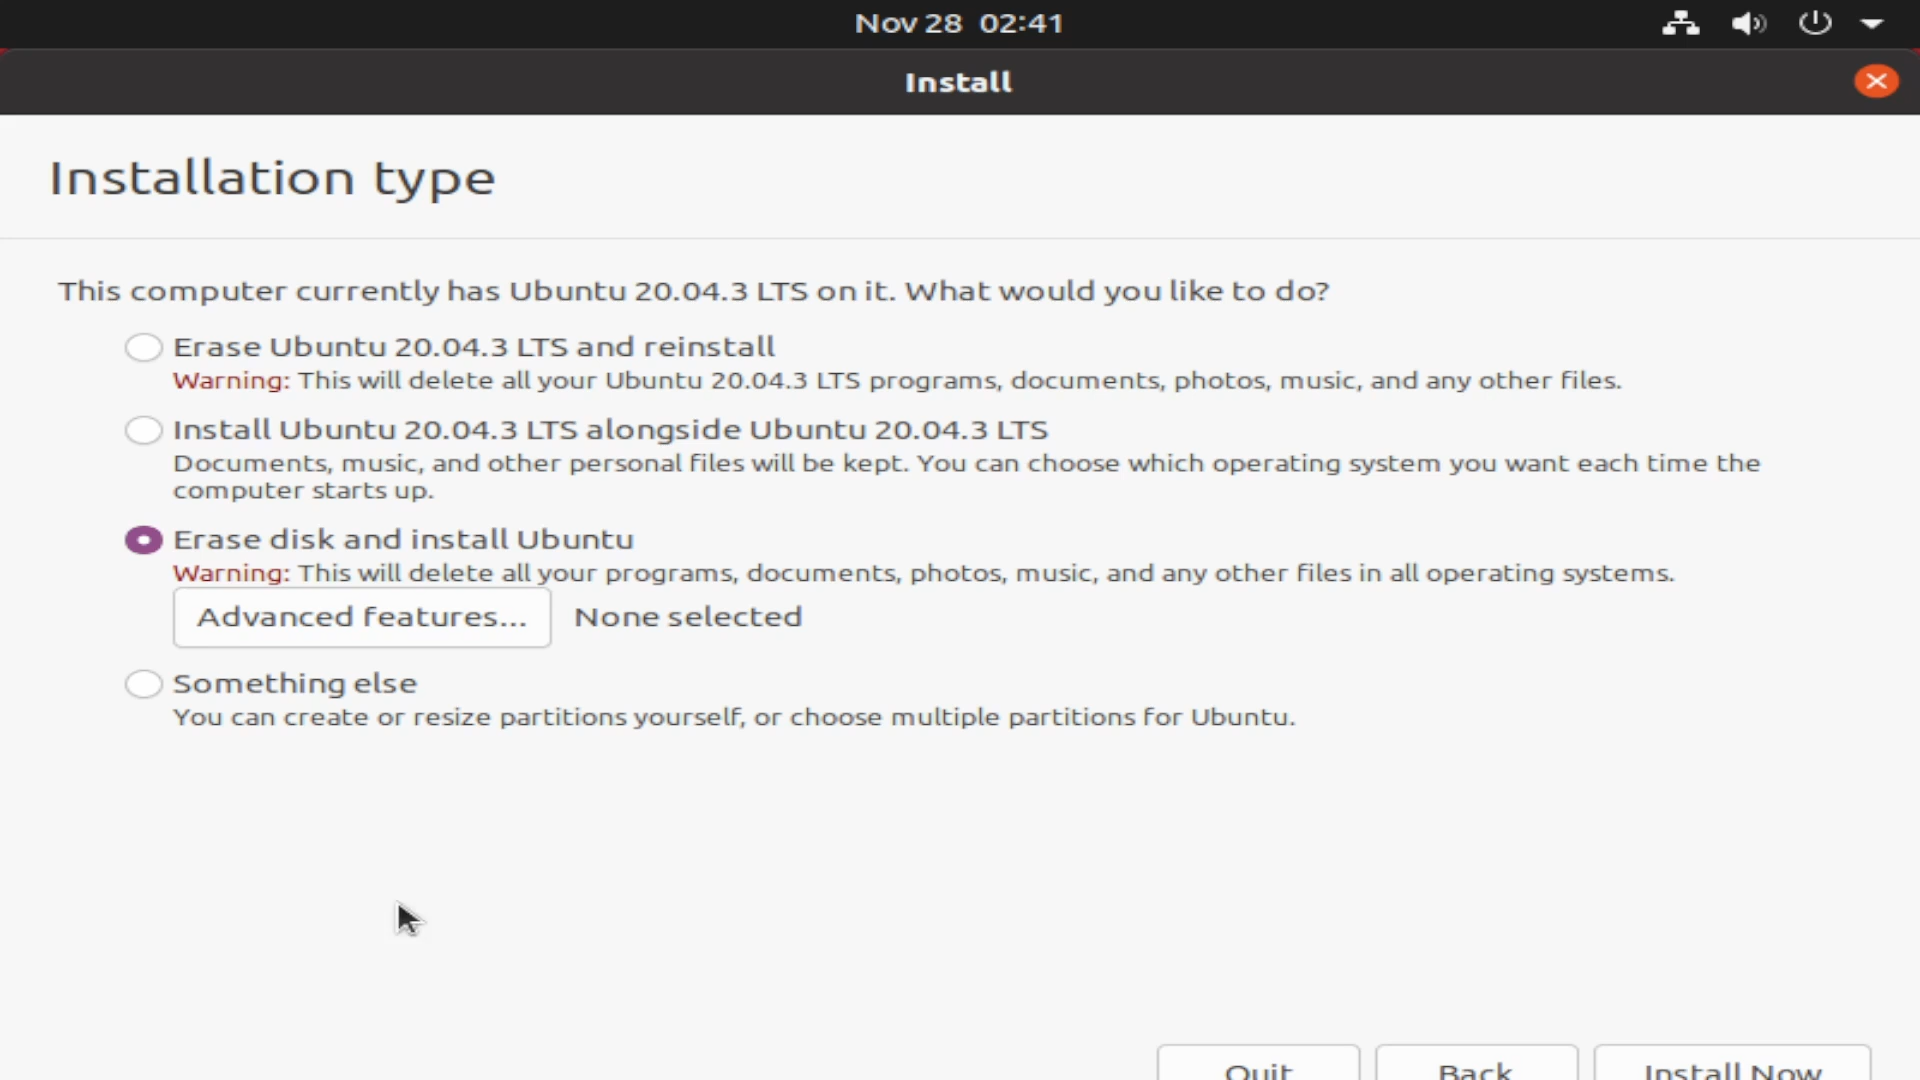 Nov 28 02:41
Install
Installation type
This computer currently has Ubuntu 20.04.3 LTS on it. What would you like to do?
Erase Ubuntu 20.04.3 LTS and reinstall
Warning: This will delete all your Ubuntu 20.04.3 LTS programs, documents, photos, music, and any other files.
Install Ubuntu 20.04.3 LTS alongside Ubuntu 20.04.3 LTS
Documents, music, and other personal files will be kept. You can choose which operating system you want each time the
computer starts up.
Erase disk and install Ubuntu
Warning: This will delete all your programs, documents, photos, music, and any other files in all operating systems.
Advanced features... None selected
Something else
You can create or resize partitions yourself, or choose multiple partitions for Ubuntu.
Quit Back Install Now